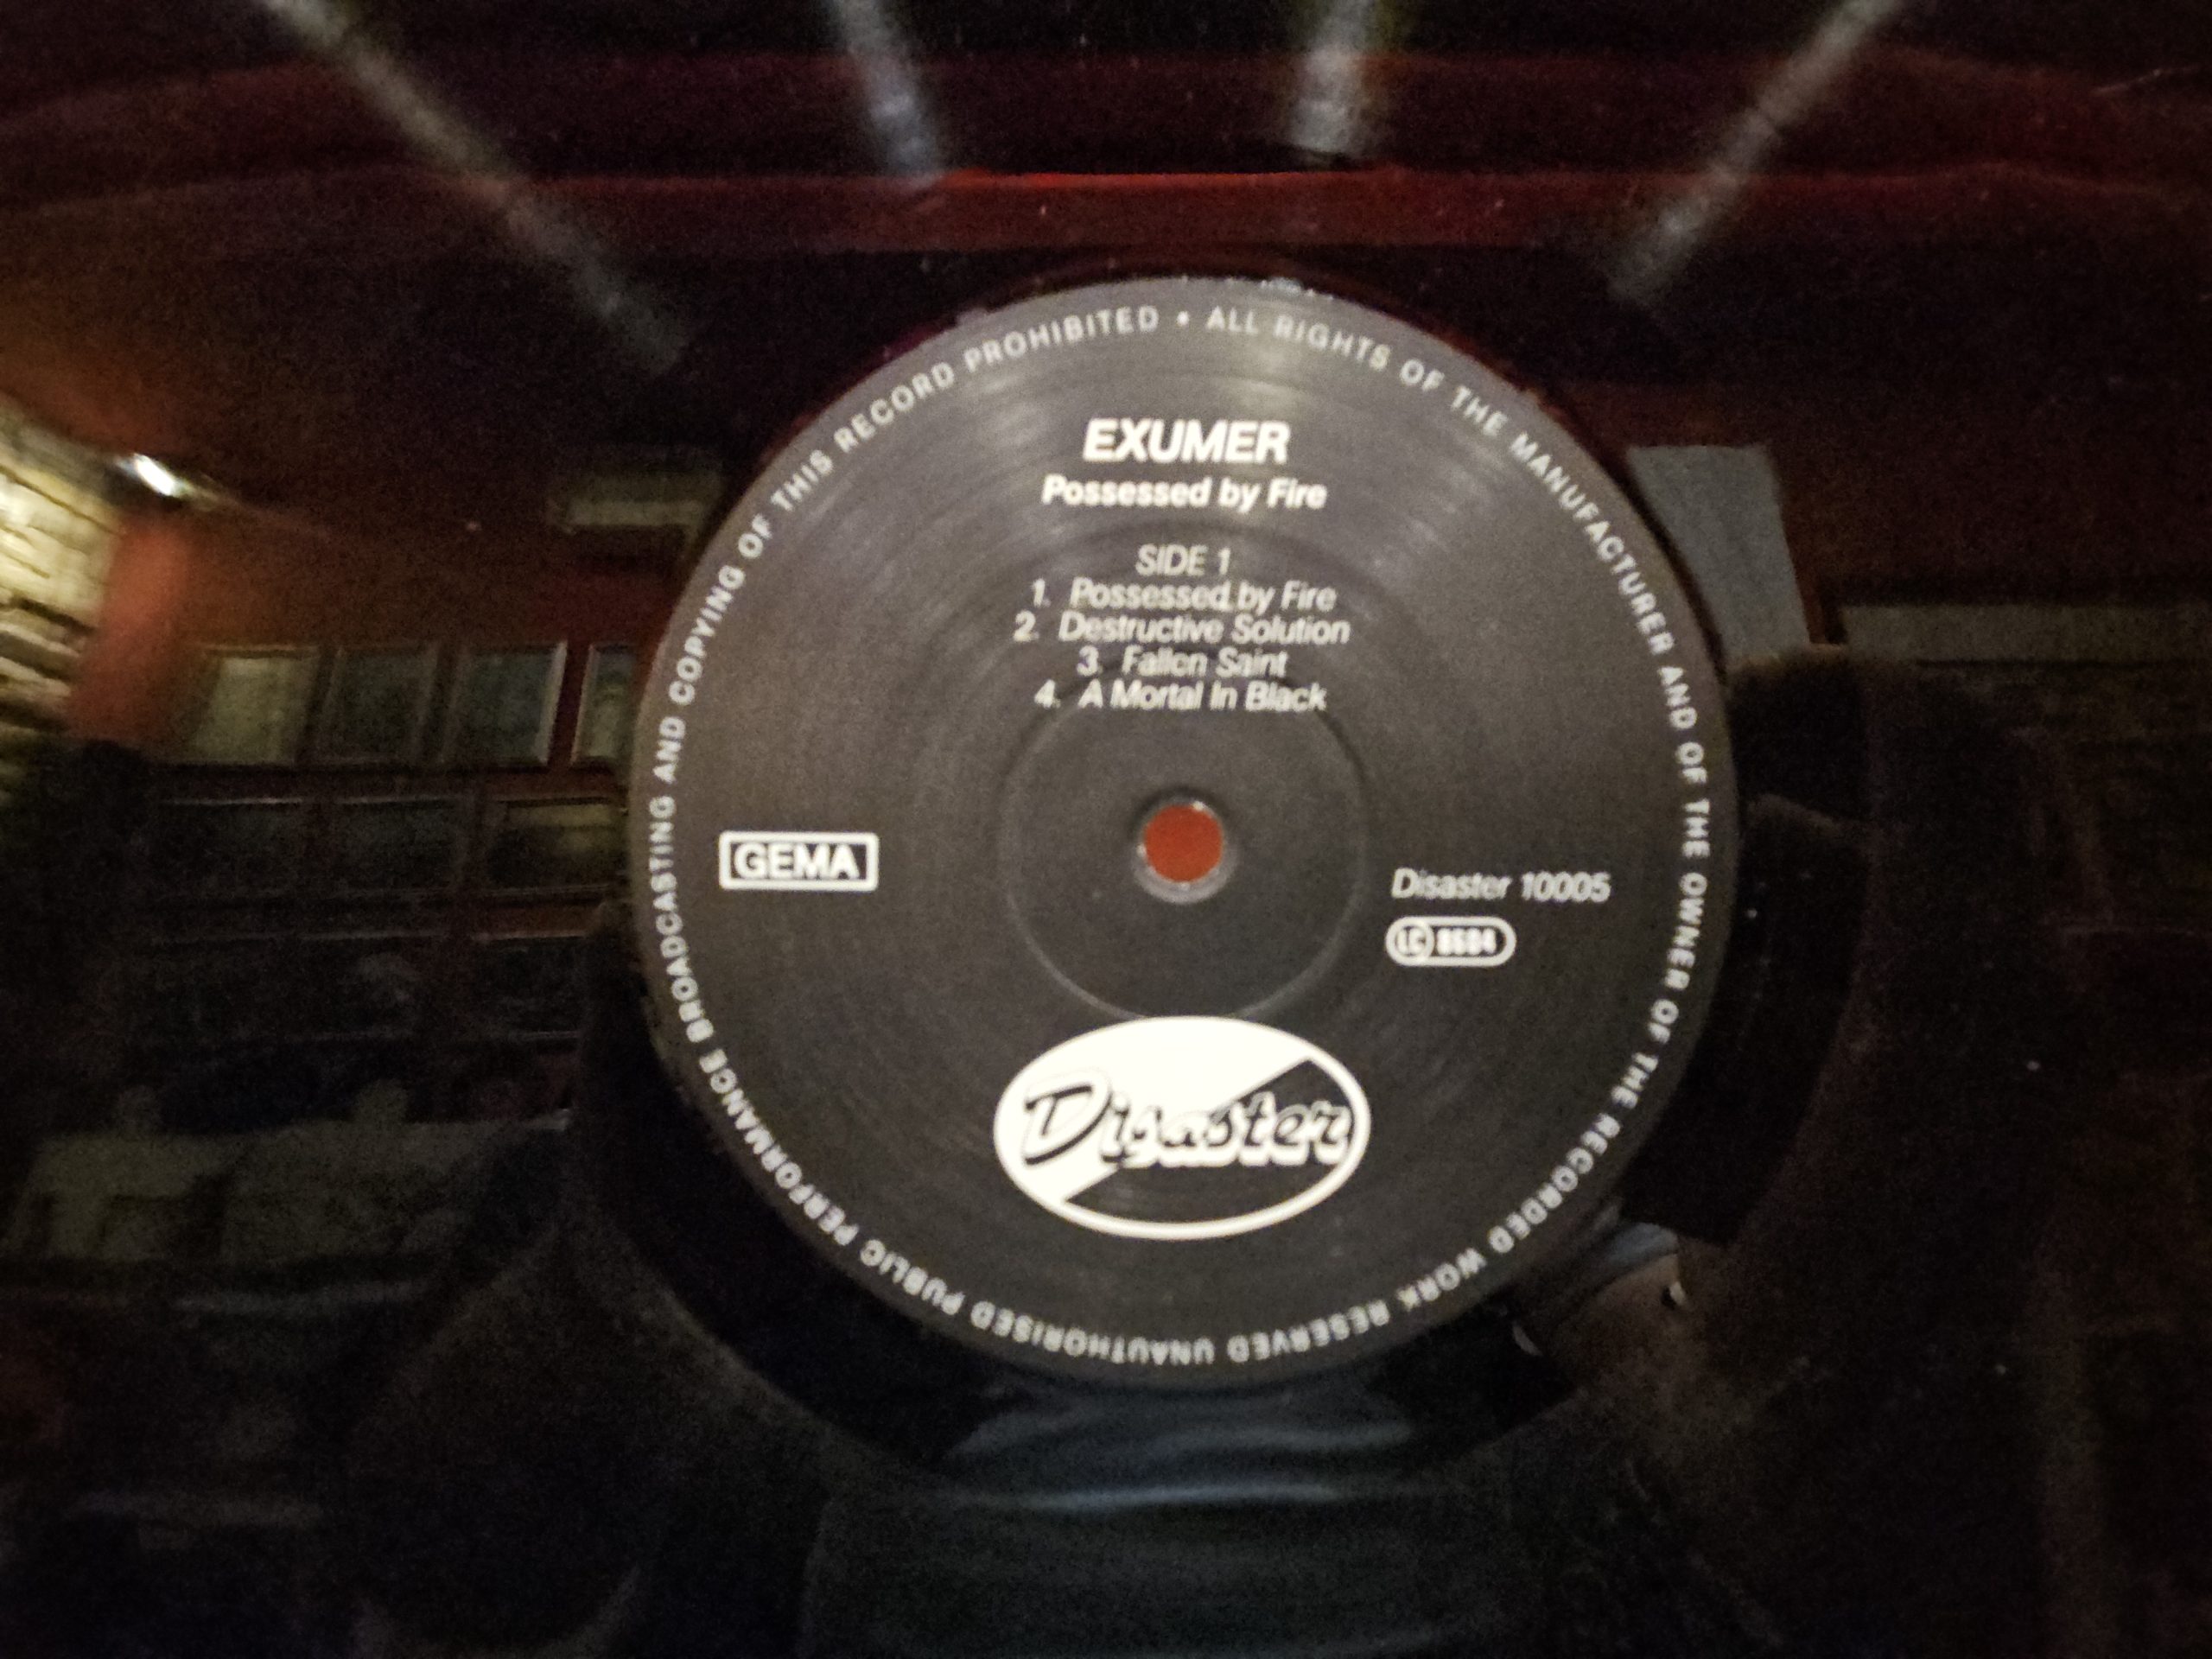 ALL RIGHTS OF THE MANUFACTURER AND OF THE OWNER OF THE RECORDED WORK RESERVED UNAUTHORISED PUBLIC PERFORMANCE BROADCASTING AND COPYING OF THIS RECORD PROHIBITED •
EXUMER
Possessed by Fire
SIDE 1
1. Possessed by Fire
2. Destructive Solution
3. Fallen Saint
4. A Mortal In Black
GEMA
Disaster 10005
LC
Disaster